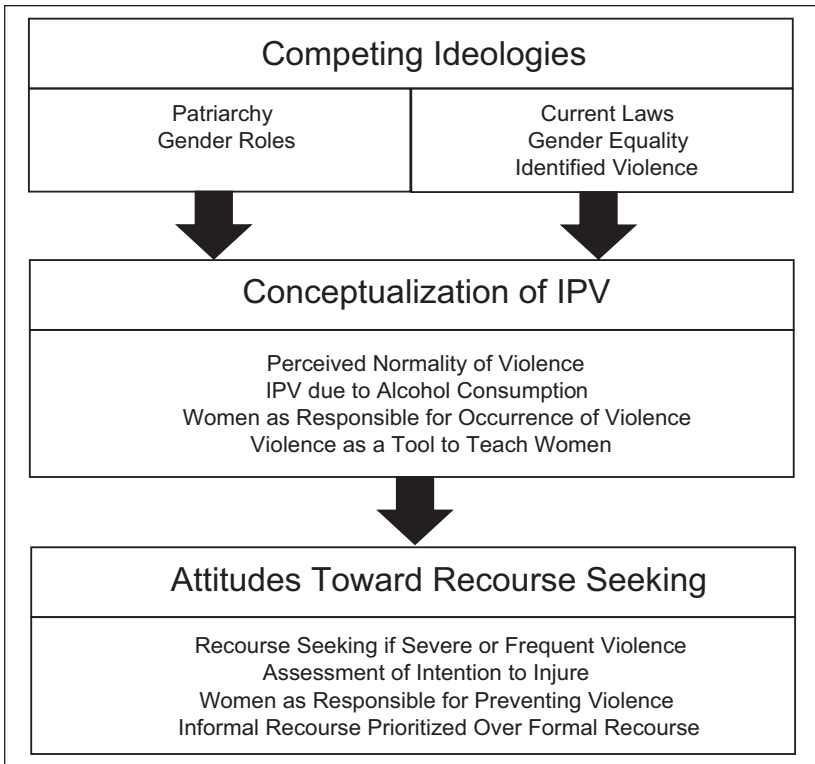 Competing Ideologies
Patriarchy
Gender Roles
Current Laws
Gender Equality
Identified Violence
Conceptualization of IPV
Perceived Normality of Violence
IPV due to Alcohol Consumption
Women as Responsible for Occurrence of Violence
Violence as a Tool to Teach Women
Attitudes Toward Recourse Seeking
Recourse Seeking if Severe or Frequent Violence
Assessment of Intention to Injure
Women as Responsible for Preventing Violence
Informal Recourse Prioritized Over Formal Recourse